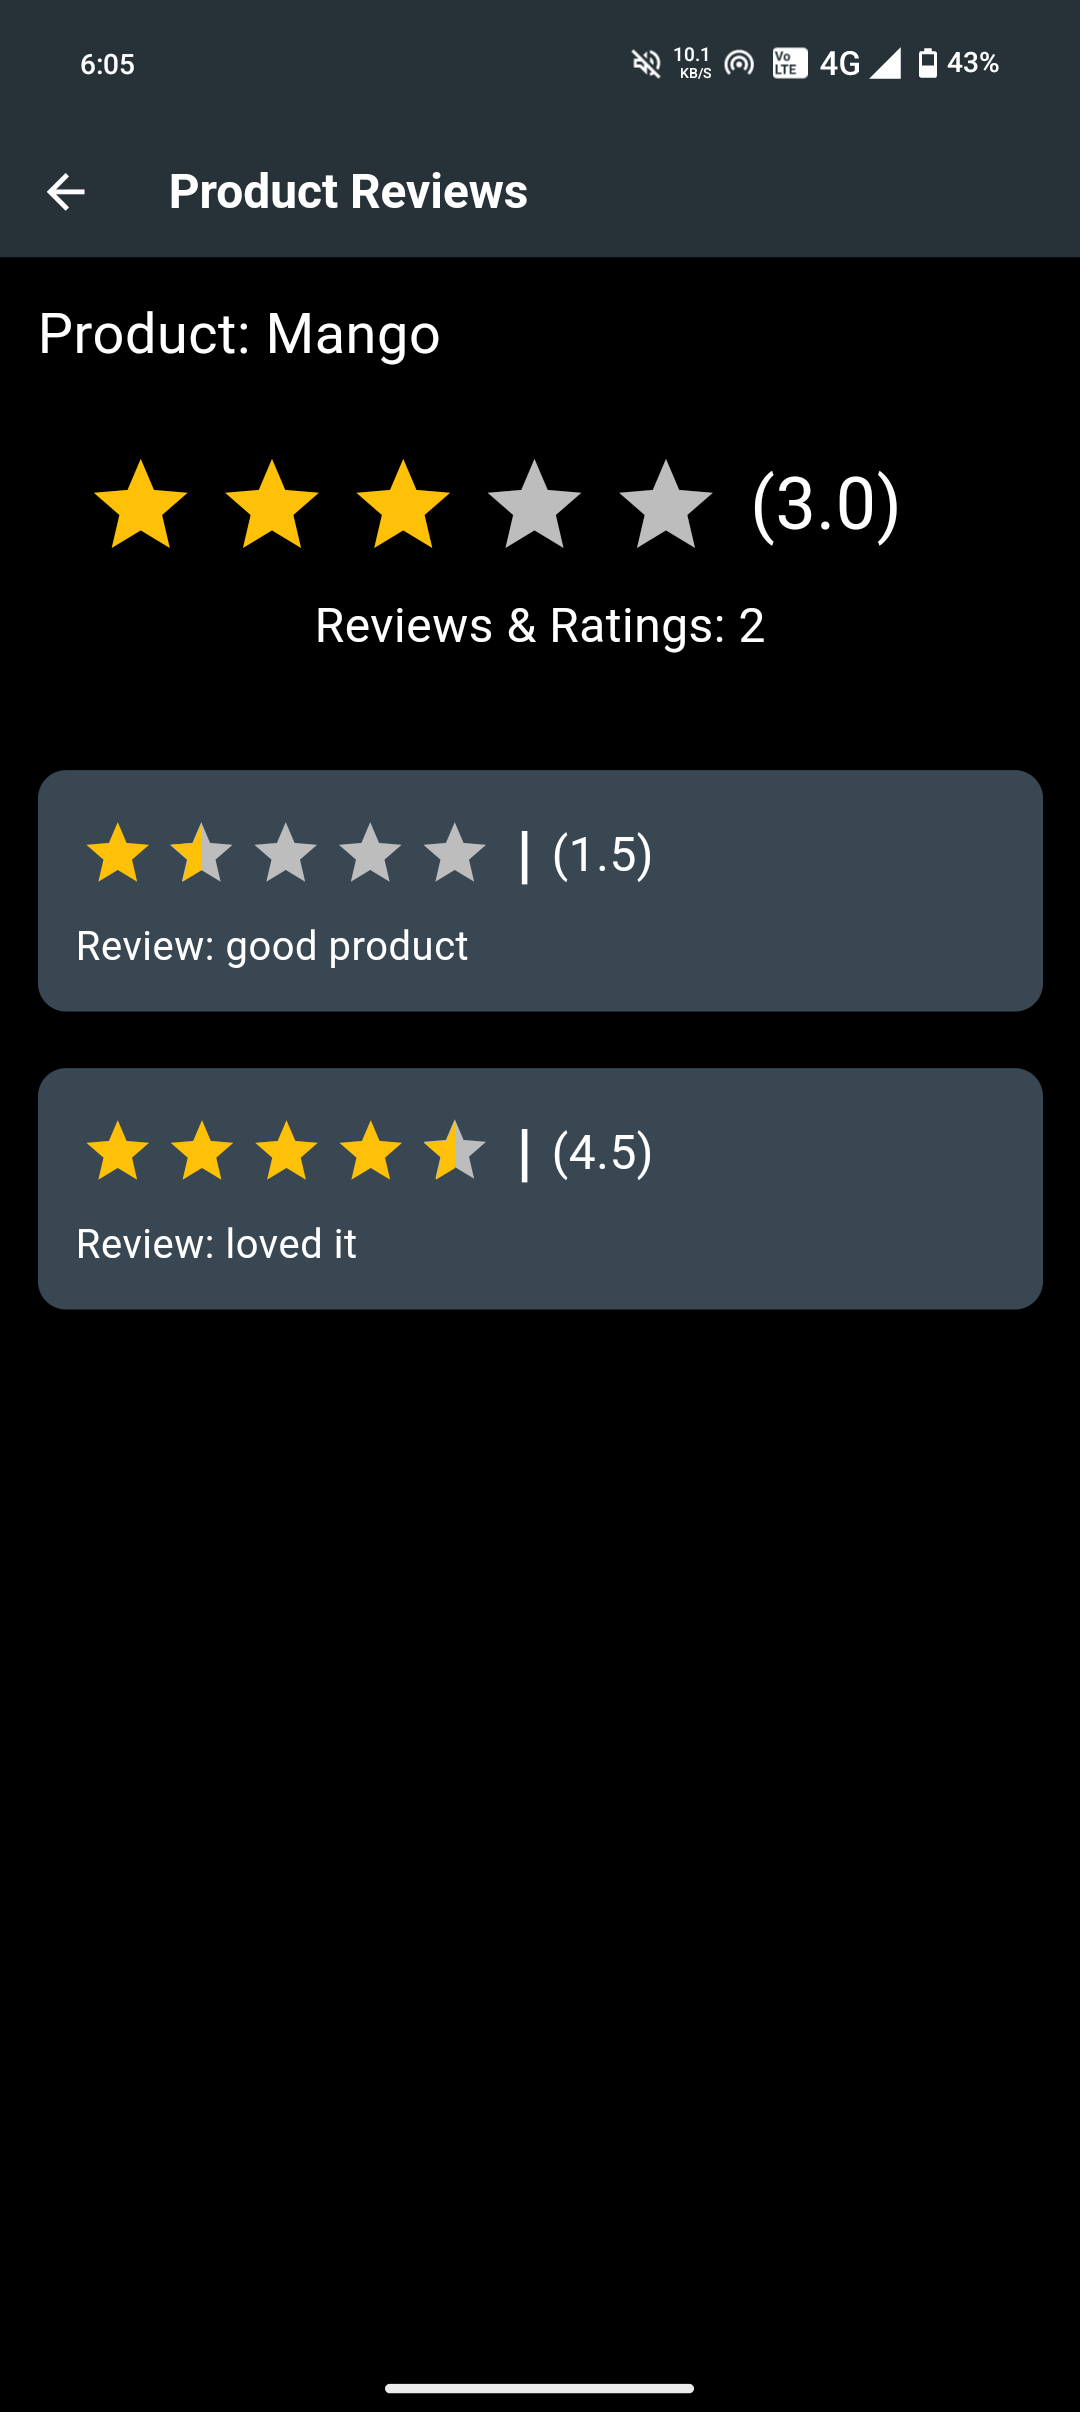 6:05
10.1
KB/S
Vo
LTE
4G
43%
Product Reviews
Product: Mango
(3.0)
Reviews & Ratings: 2
| (1.5)
Review: good product
| (4.5)
Review: loved it